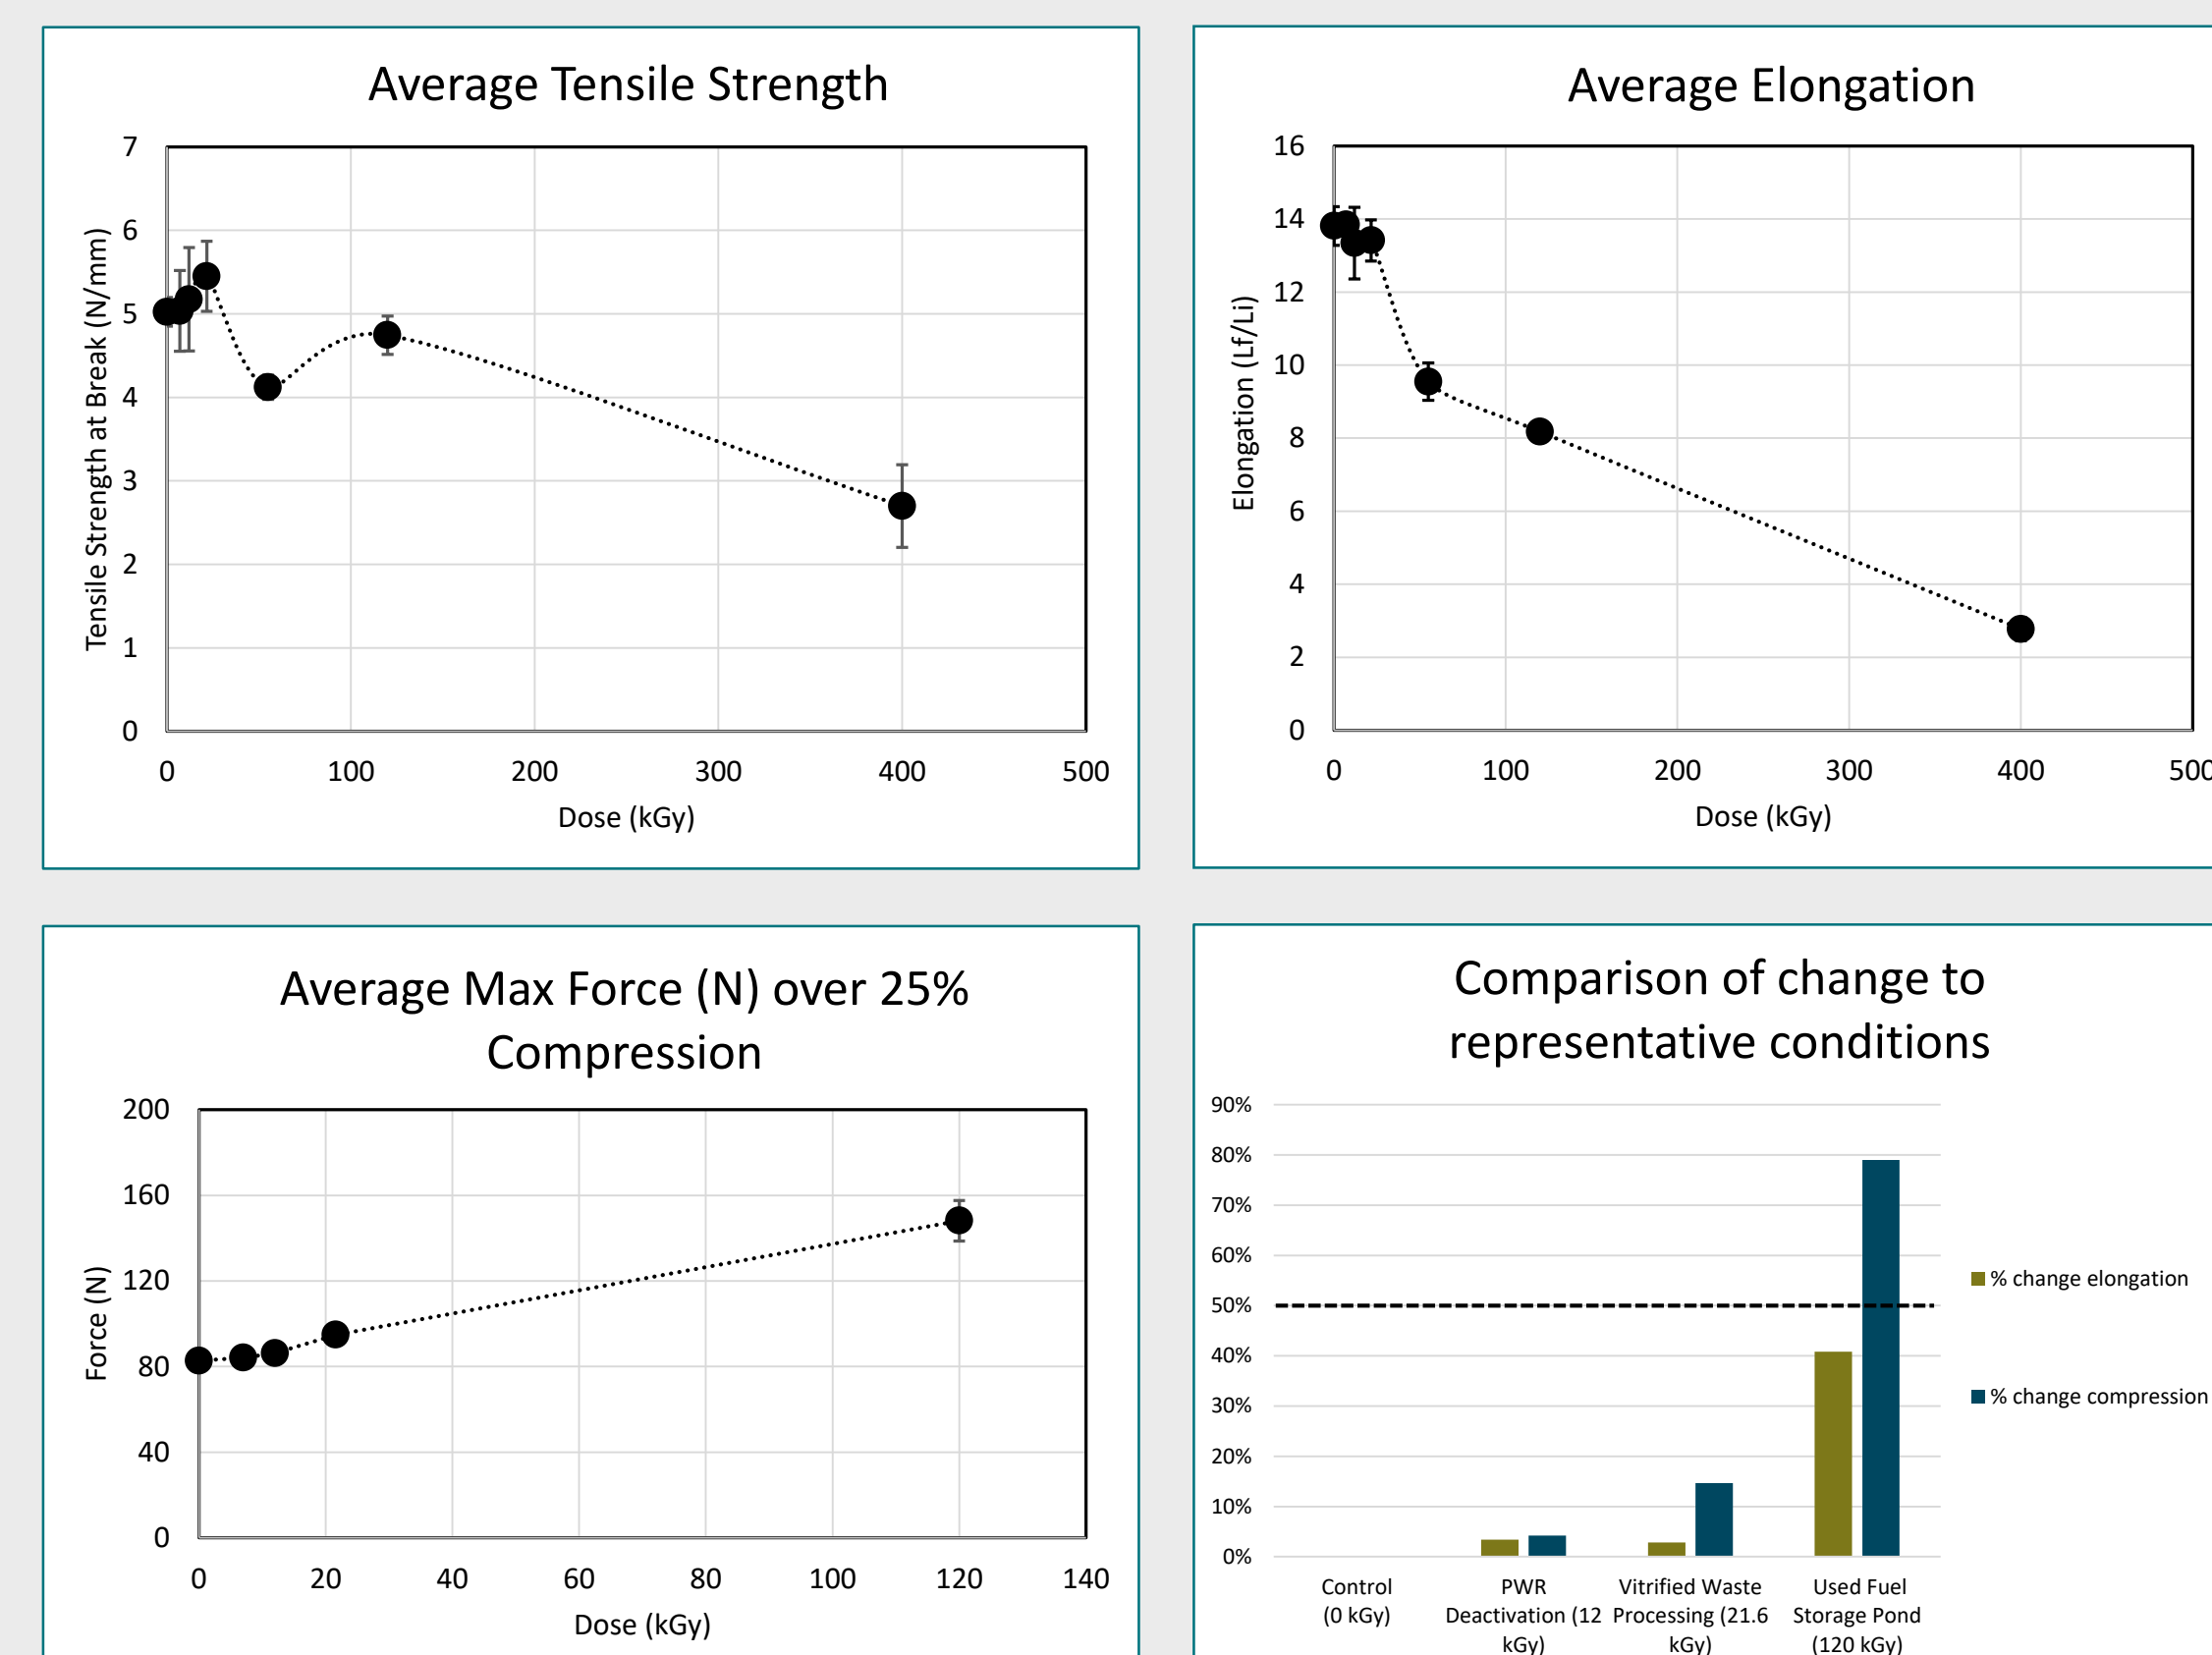 Average Tensile Strength
7
6
5
4
3
2
1
0
Tensile Strength at Break (N/mm)
0 100 200 300 400 500
Dose (kGy)
Average Elongation
16
14
12
10
8
6
4
2
0
Elongation (Lf/Li)
0 100 200 300 400 500
Dose (kGy)
Average Max Force (N) over 25%
Compression
200
160
120
80
40
0
Force (N)
0 20 40 60 80 100 120 140
Dose (kGy)
Comparison of change to
representative conditions
90%
80%
70%
60%
50%
40%
30%
20%
10%
0%
Control
(0 kGy)
PWR
Deactivation (12
kGy)
Vitrified Waste
Processing (21.6
kGy)
Used Fuel
Storage Pond
(120 kGy)
% change elongation
% change compression